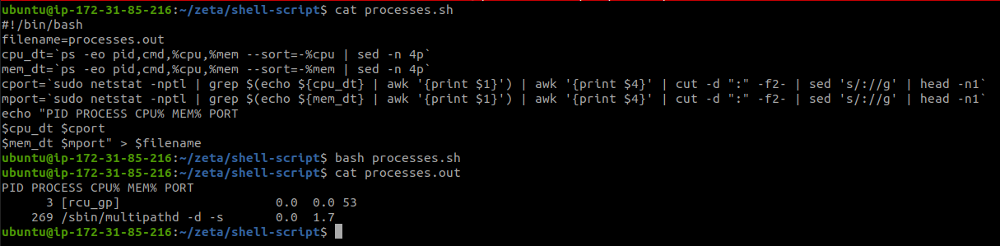 ubuntu@ip-172-31-85-216:~/zeta/shell-script$ cat processes.sh
#!/bin/bash
filename=processes.out
cpu_dt=`ps -eo pid,cmd,%cpu,%mem --sort=-%cpu | sed -n 4p`
mem_dt=`ps -eo pid,cmd,%cpu,%mem --sort=-%mem | sed -n 4p`
cport=`sudo netstat -nptl | grep $(echo ${cpu_dt} | awk '{print $1}') | awk '{print $4}' | cut -d ":" -f2- | sed 's/://g' | head -n1`
mport=`sudo netstat -nptl | grep $(echo ${mem_dt} | awk '{print $1}') | awk '{print $4}' | cut -d ":" -f2- | sed 's/://g' | head -n1`
echo "PID PROCESS CPU% MEM% PORT
$cpu_dt $cport
$mem_dt $mport" > $filename
ubuntu@ip-172-31-85-216:~/zeta/shell-script$ bash processes.sh
ubuntu@ip-172-31-85-216:~/zeta/shell-script$ cat processes.out
PID PROCESS CPU% MEM% PORT
      3 [rcu_gp]                     0.0  0.0 53
    269 /sbin/multipathd -d -s       0.0  1.7
ubuntu@ip-172-31-85-216:~/zeta/shell-script$